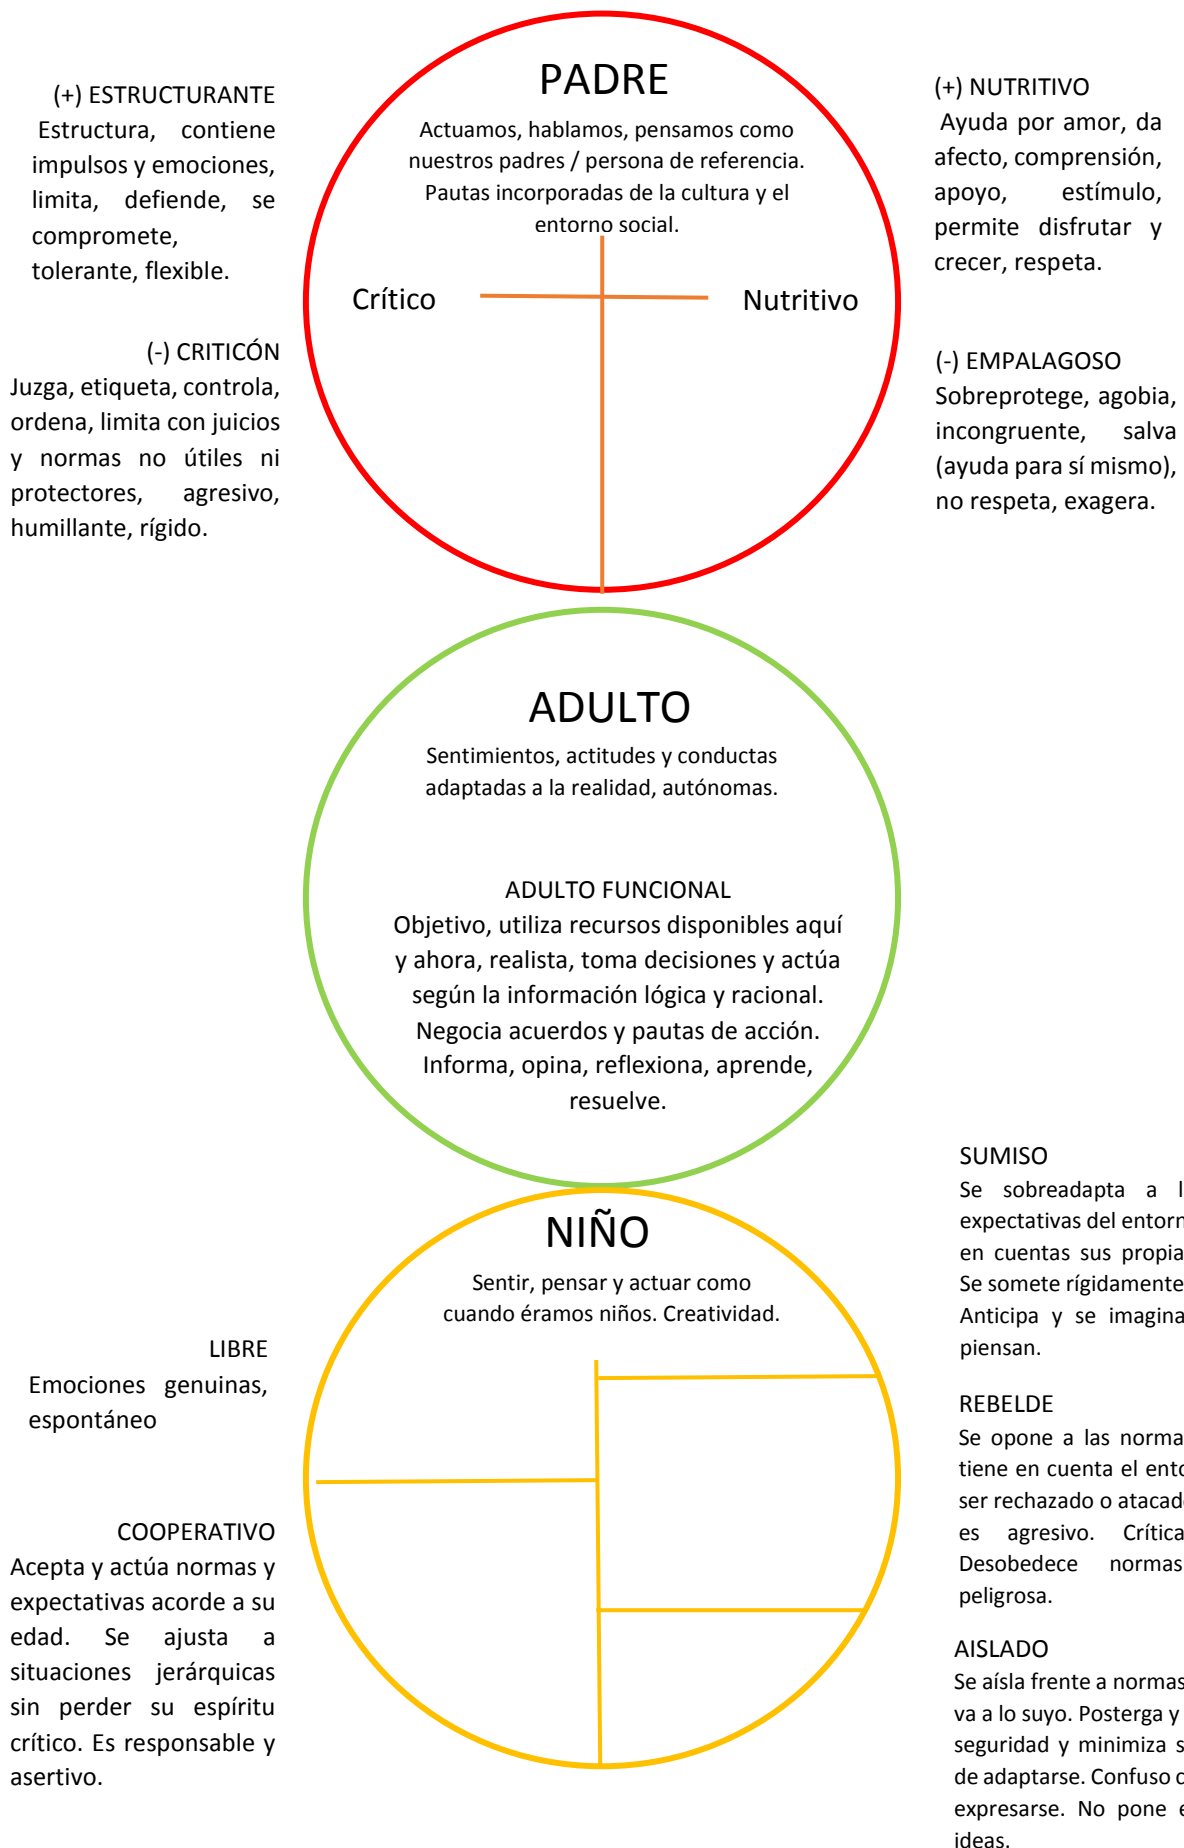 PADRE
Actuamos, hablamos, pensamos como
nuestros padres / persona de referencia.
Pautas incorporadas de la cultura y el
entorno social.
Crítico
Nutritivo
(+) ESTRUCTURANTE
Estructura, contiene
impulsos y emociones,
limita, defiende, se
compromete,
tolerante, flexible.
(-) CRITICÓN
Juzga, etiqueta, controla,
ordena, limita con juicios
y normas no útiles ni
protectores, agresivo,
humillante, rígido.
(+) NUTRITIVO
Ayuda por amor, da
afecto, comprensión,
apoyo, estímulo,
permite disfrutar y
crecer, respeta.
(-) EMPALAGOSO
Sobreprotege, agobia,
incongruente, salva
(ayuda para sí mismo),
no respeta, exagera.
ADULTO
Sentimientos, actitudes y conductas
adaptadas a la realidad, autónomas.
ADULTO FUNCIONAL
Objetivo, utiliza recursos disponibles aquí
y ahora, realista, toma decisiones y actúa
según la información lógica y racional.
Negocia acuerdos y pautas de acción.
Informa, opina, reflexiona, aprende,
resuelve.
NIÑO
Sentir, pensar y actuar como
cuando éramos niños. Creatividad.
LIBRE
Emociones genuinas,
espontáneo
COOPERATIVO
Acepta y actúa normas y
expectativas acorde a su
edad. Se ajusta a
situaciones jerárquicas
sin perder su espíritu
crítico. Es responsable y
asertivo.
SUMISO
Se sobreadapta a
expectativas del
en cuentas sus
Se somete rígidamente
Anticipa y se imagina
piensan.
REBELDE
Se opone a las
tiene en cuenta el
ser rechazado o
es agresivo.
Desobedece normas
peligrosa.
AISLADO
Se aísla frente a normas
va a lo suyo. Posterga y
seguridad y minimiza
de adaptarse. Confuso
expresarse. No pone
ideas.